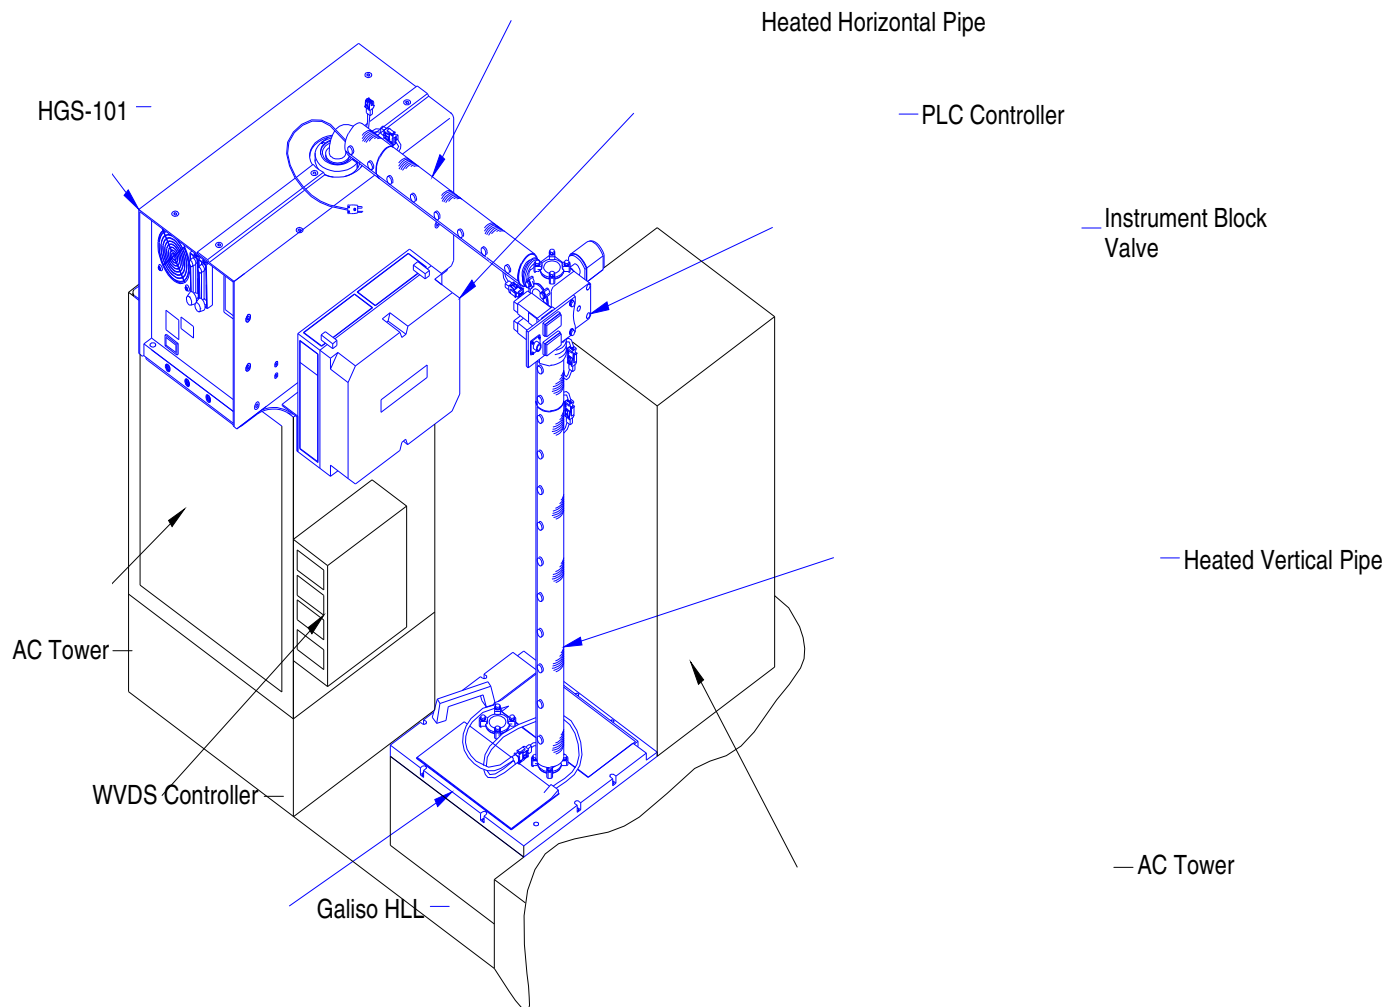 Heated Horizontal Pipe
HGS-101
PLC Controller
Instrument Block
Valve
Heated Vertical Pipe
AC Tower
WVDS Controller
AC Tower
Galiso HLL